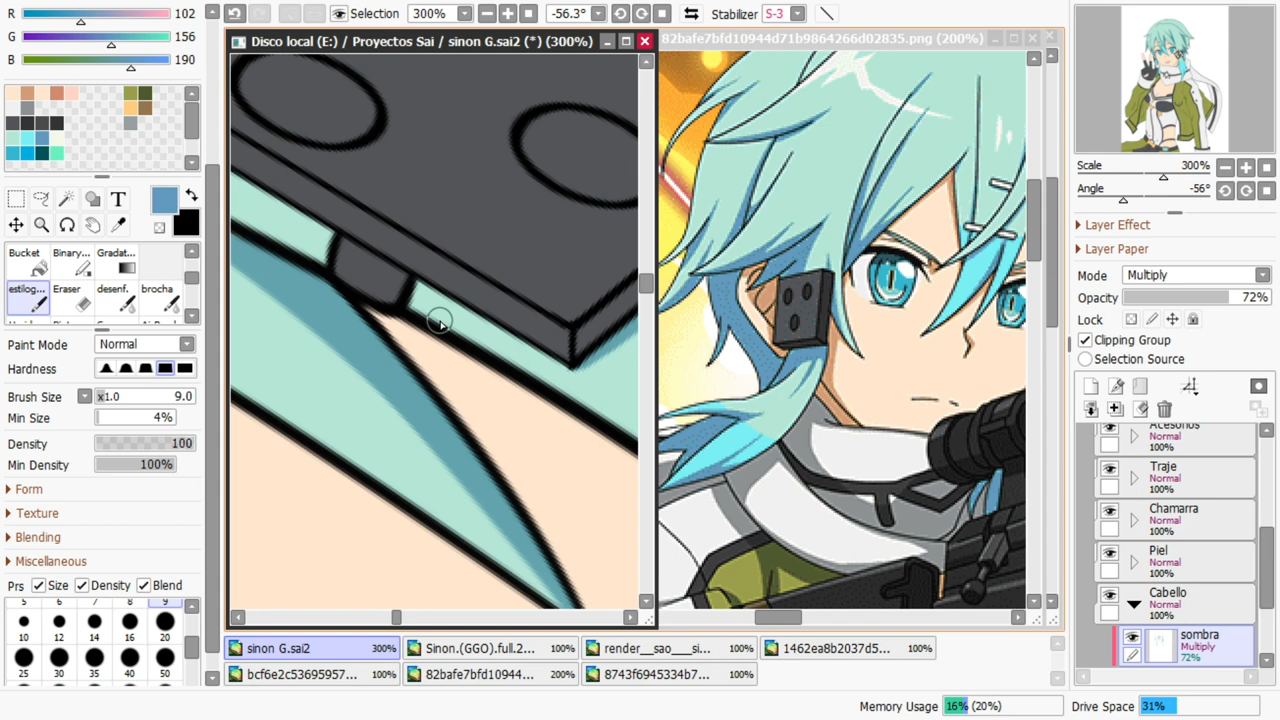 R 102
G 156
B 190
Selection 300% -56.3° Stabilizer S-3
Disco local (E:) / Proyectos Sai / sinon G.sai2 (*) (300%)
82bafe7bfd10944d71b9864266d02835.png (200%)
T
Bucket Binary... Gradat...
estilog... Eraser desenf. brocha
Paint Mode Normal
Hardness
Brush Size x1.0 9.0
Min Size 4%
Density 100
Min Density 100%
Form
Texture
Blending
Miscellaneous
Prs Size Density Blend
5 6 7 8 9
10 12 14 16 20
25 30 35 40 50
sinon G.sai2 300%
Sinon.(GGO).full.2... 100%
render__sao____si... 100%
1462ea8b2037d5... 100%
bcf6e2c53695957... 100%
82bafe7bfd10944... 200%
8743f6945334b7... 100%
Scale 300%
Angle -56°
Layer Effect
Layer Paper
Mode Multiply
Opacity 72%
Lock
Clipping Group
Selection Source
Acesorios
Normal
100%
Traje
Normal
100%
Chamarra
Normal
100%
Piel
Normal
100%
Cabello
Normal
100%
sombra
Multiply
72%
Memory Usage 16% (20%) Drive Space 31%